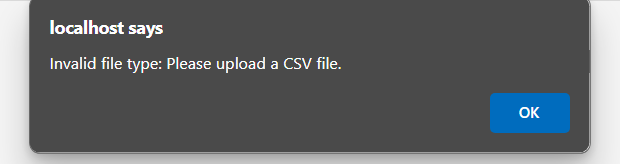 localhost says
Invalid file type: Please upload a CSV file.
OK